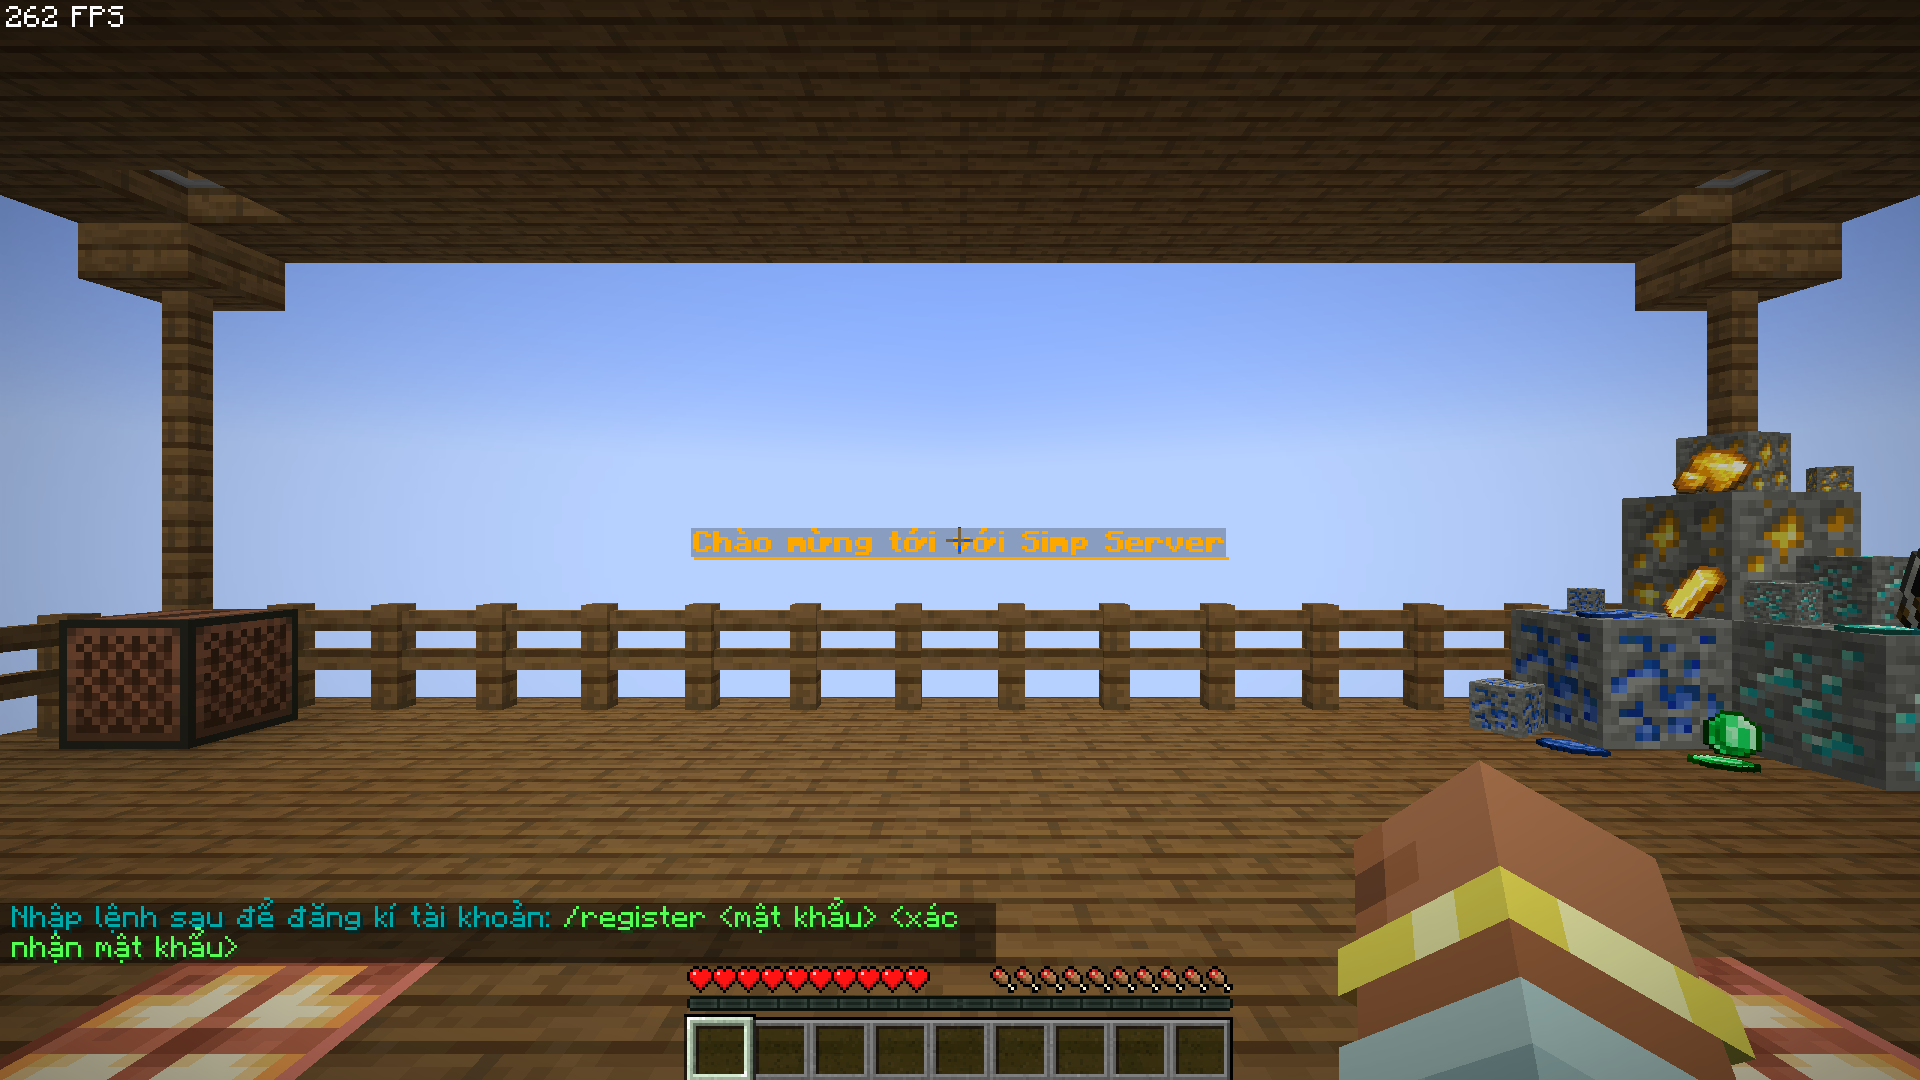 262 FPS
Chào mừng tới với Simp Server
Nhập lệnh sau để đăng kí tài khoản: /register <mật khẩu> <xác
nhận mật khẩu>